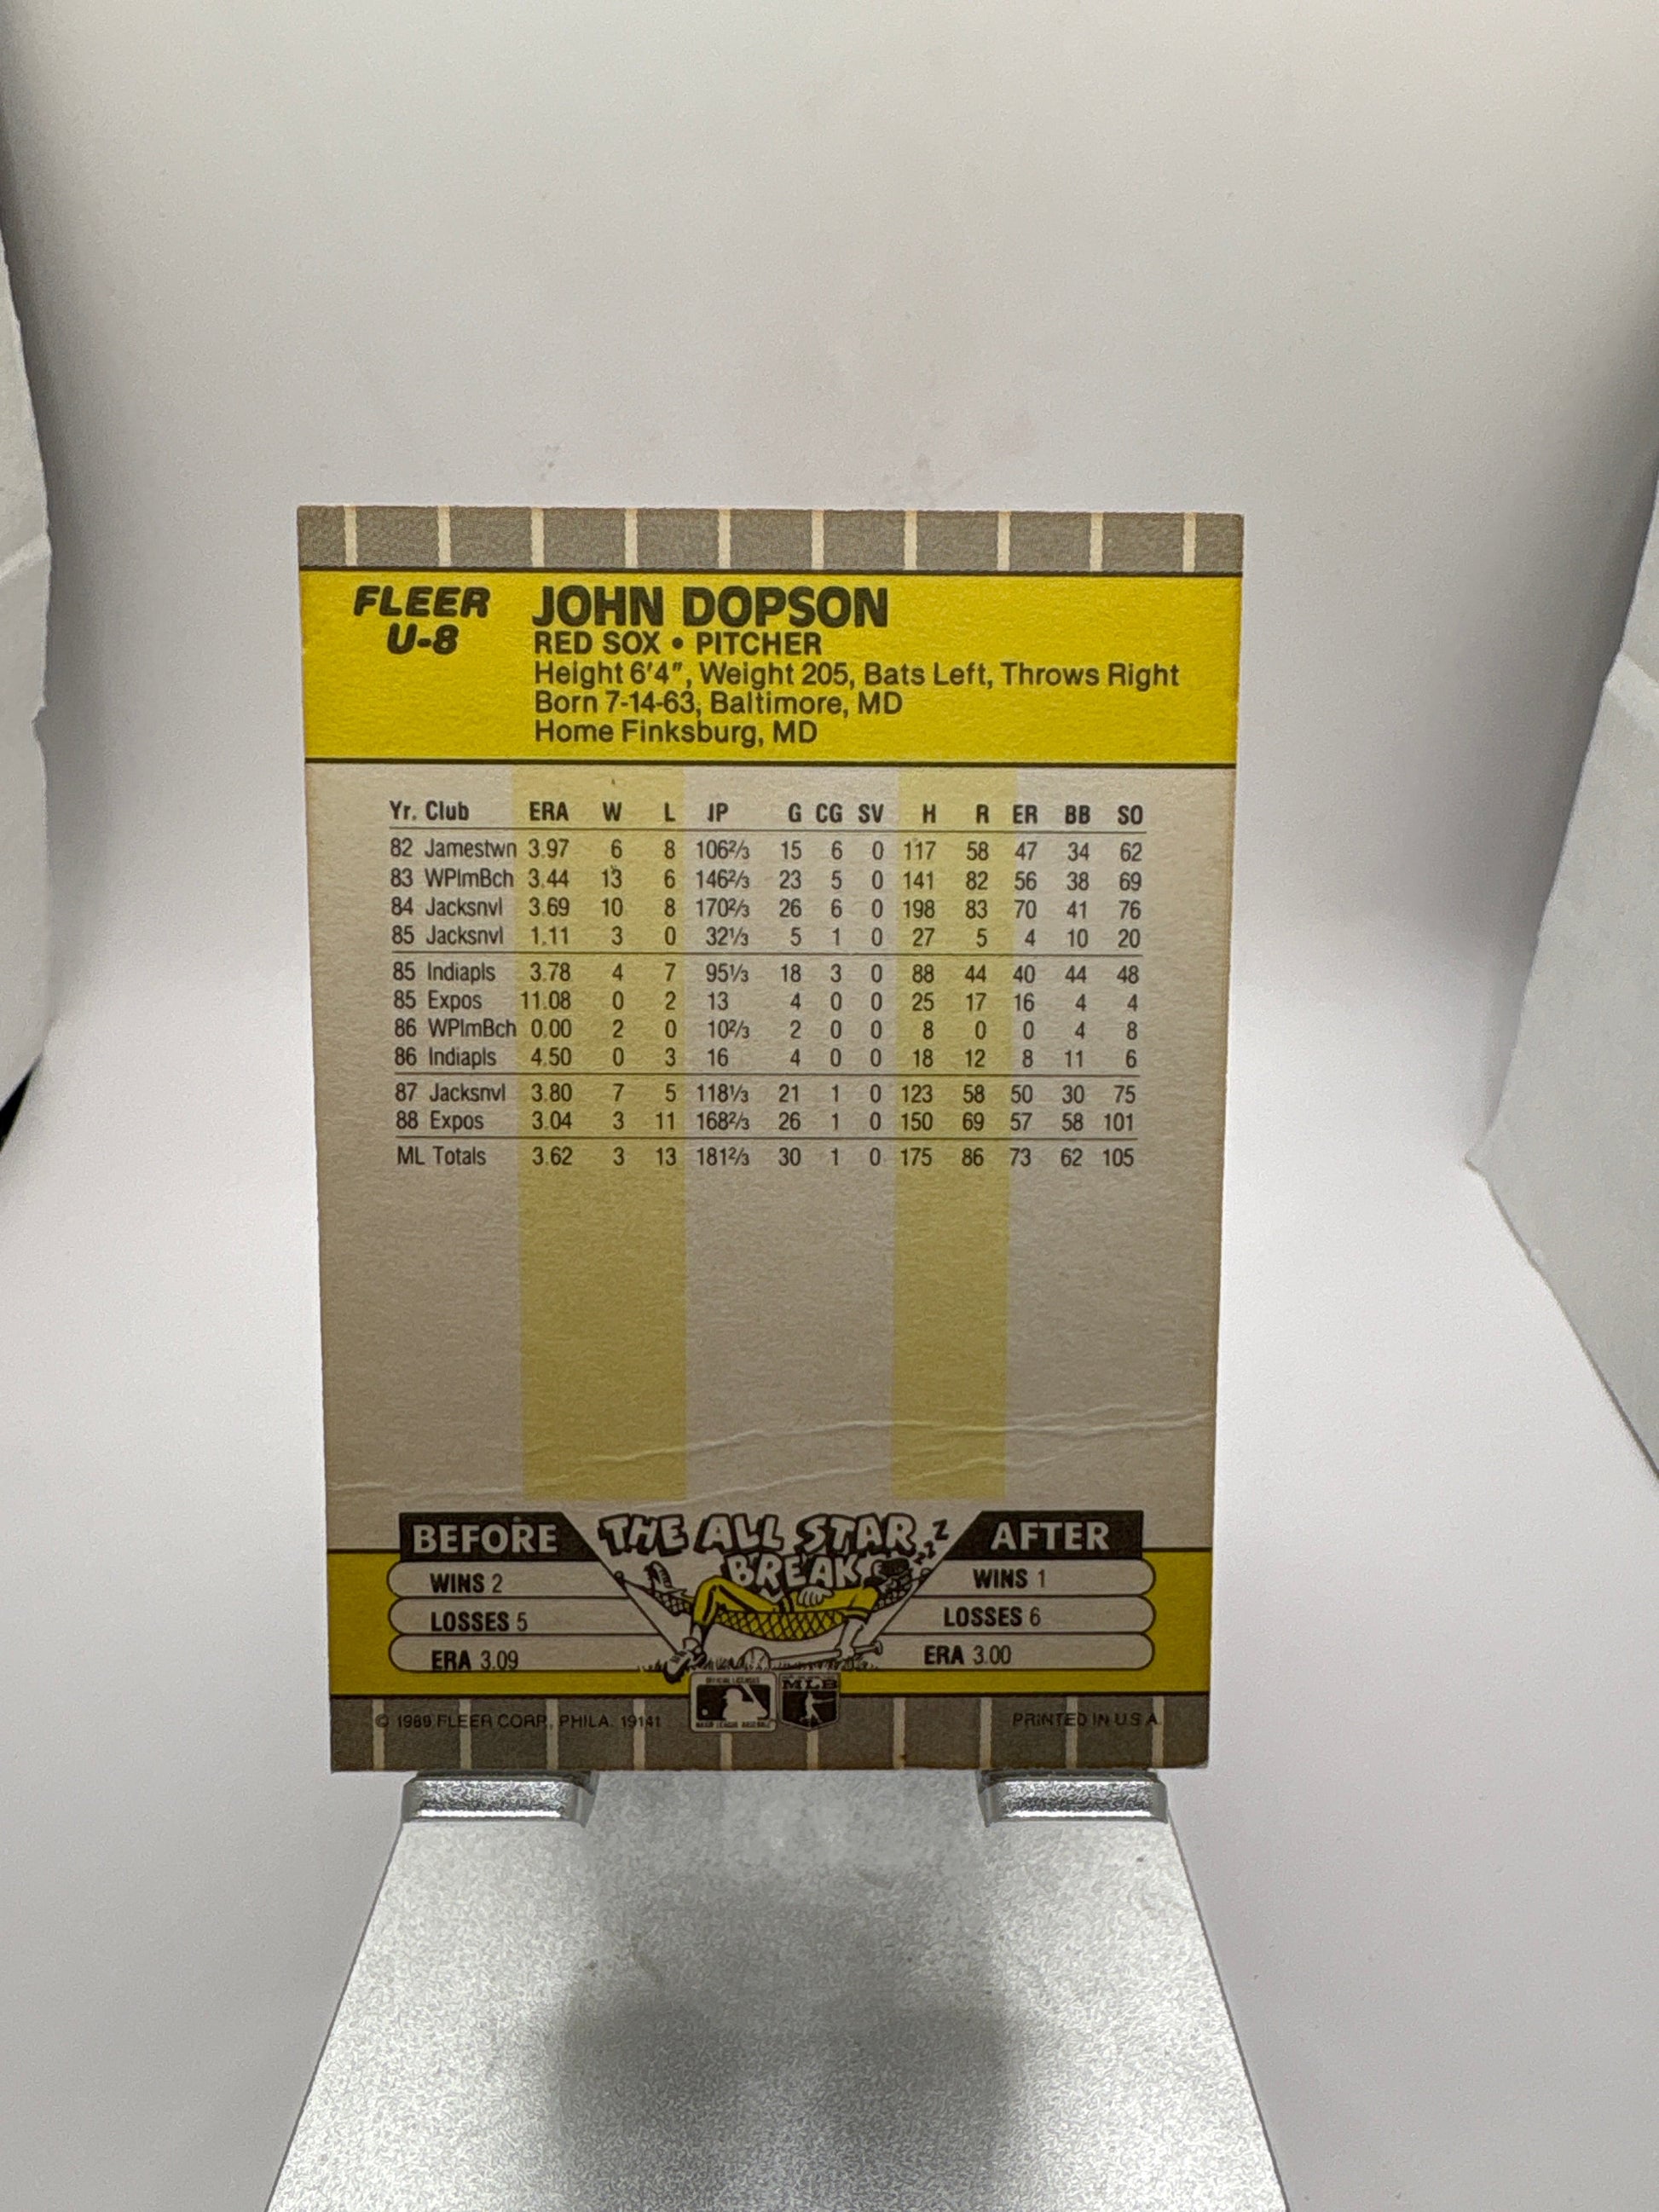 FLEER
U-8
JOHN DOPSON
RED SOX • PITCHER
Height 6'4", Weight 205, Bats Left, Throws Right
Born 7-14-63, Baltimore, MD
Home Finksburg, MD
Yr. Club ERA W L IP G CG SV H R ER BB SO
82 Jamestwn 3.97 6 8 106⅔ 15 6 0 117 58 47 34 62
83 WPlmBch 3.44 13 6 146⅔ 23 5 0 141 82 56 38 69
84 Jacksnvl 3.69 10 8 170⅔ 26 6 0 198 83 70 41 76
85 Jacksnvl 1.11 3 0 32⅓ 5 1 0 27 5 4 10 20
85 Indiapls 3.78 4 7 95⅓ 18 3 0 88 44 40 44 48
85 Expos 11.08 0 2 13 4 0 0 25 17 16 4 4
86 WPlmBch 0.00 2 0 10⅔ 2 0 0 8 0 0 4 8
86 Indiapls 4.50 0 3 16 4 0 0 18 12 8 11 6
87 Jacksnvl 3.80 7 5 118⅓ 21 1 0 123 58 50 30 75
88 Expos 3.04 3 11 168⅔ 26 1 0 150 69 57 58 101
ML Totals 3.62 3 13 181⅔ 30 1 0 175 86 73 62 105
BEFORE THE ALL STAR BREAK AFTER
ZZZZ
WINS 2 WINS 1
LOSSES 5 LOSSES 6
ERA 3.09 ERA 3.00
OFFICIAL LICENSEE
MAJOR LEAGUE BASEBALL
MLB
© 1989 FLEER CORP., PHILA. 19141 PRINTED IN U.S.A.